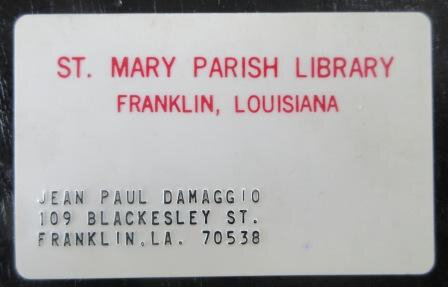 ST. MARY PARISH LIBRARY
FRANKLIN, LOUISIANA
JEAN PAUL DAMAGGIO
109 BLACKESLEY ST.
FRANKLIN,LA. 70538